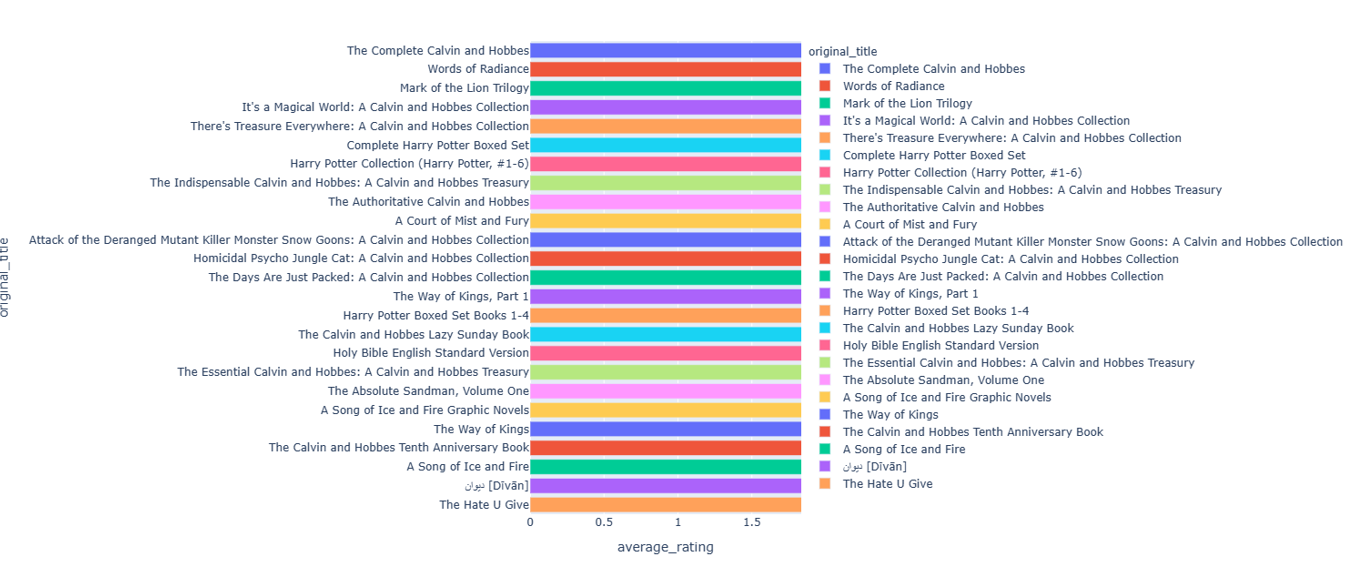 The Complete Calvin and Hobbes
Words of Radiance
Mark of the Lion Trilogy
It's a Magical World: A Calvin and Hobbes Collection
There's Treasure Everywhere: A Calvin and Hobbes Collection
Complete Harry Potter Boxed Set
Harry Potter Collection (Harry Potter, #1-6)
The Indispensable Calvin and Hobbes: A Calvin and Hobbes Treasury
The Authoritative Calvin and Hobbes
A Court of Mist and Fury
Attack of the Deranged Mutant Killer Monster Snow Goons: A Calvin and Hobbes Collection
Homicidal Psycho Jungle Cat: A Calvin and Hobbes Collection
The Days Are Just Packed: A Calvin and Hobbes Collection
The Way of Kings, Part 1
Harry Potter Boxed Set Books 1-4
The Calvin and Hobbes Lazy Sunday Book
Holy Bible English Standard Version
The Essential Calvin and Hobbes: A Calvin and Hobbes Treasury
The Absolute Sandman, Volume One
A Song of Ice and Fire Graphic Novels
The Way of Kings
The Calvin and Hobbes Tenth Anniversary Book
A Song of Ice and Fire
دیوان [Dīvān]
The Hate U Give
original_title
0 0.5 1 1.5
average_rating
original_title
The Complete Calvin and Hobbes
Words of Radiance
Mark of the Lion Trilogy
It's a Magical World: A Calvin and Hobbes Collection
There's Treasure Everywhere: A Calvin and Hobbes Collection
Complete Harry Potter Boxed Set
Harry Potter Collection (Harry Potter, #1-6)
The Indispensable Calvin and Hobbes: A Calvin and Hobbes Treasury
The Authoritative Calvin and Hobbes
A Court of Mist and Fury
Attack of the Deranged Mutant Killer Monster Snow Goons: A Calvin and Hobbes Collection
Homicidal Psycho Jungle Cat: A Calvin and Hobbes Collection
The Days Are Just Packed: A Calvin and Hobbes Collection
The Way of Kings, Part 1
Harry Potter Boxed Set Books 1-4
The Calvin and Hobbes Lazy Sunday Book
Holy Bible English Standard Version
The Essential Calvin and Hobbes: A Calvin and Hobbes Treasury
The Absolute Sandman, Volume One
A Song of Ice and Fire Graphic Novels
The Way of Kings
The Calvin and Hobbes Tenth Anniversary Book
A Song of Ice and Fire
دیوان [Dīvān]
The Hate U Give